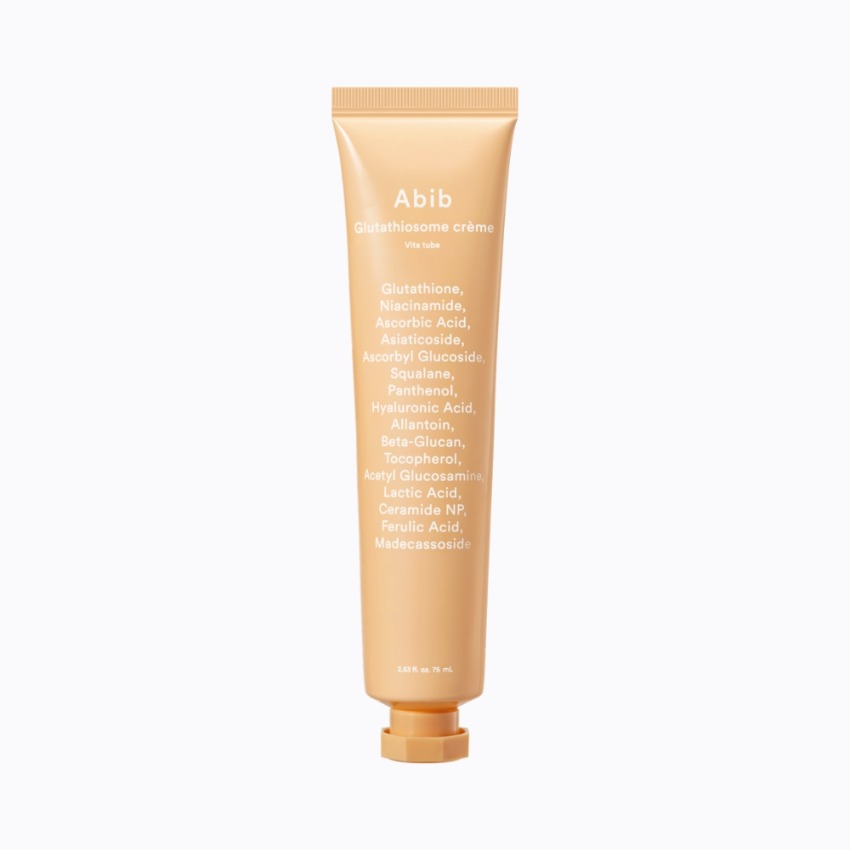 Abib
Glutathiosome crème
Vita tube
Glutathione,
Niacinamide,
Ascorbic Acid,
Asiaticoside,
Ascorbyl Glucoside,
Squalane,
Panthenol,
Hyaluronic Acid,
Allantoin,
Beta-Glucan,
Tocopherol,
Acetyl Glucosamine,
Lactic Acid,
Ceramide NP,
Ferulic Acid,
Madecassoside
2.53 fl. oz. 75 mL